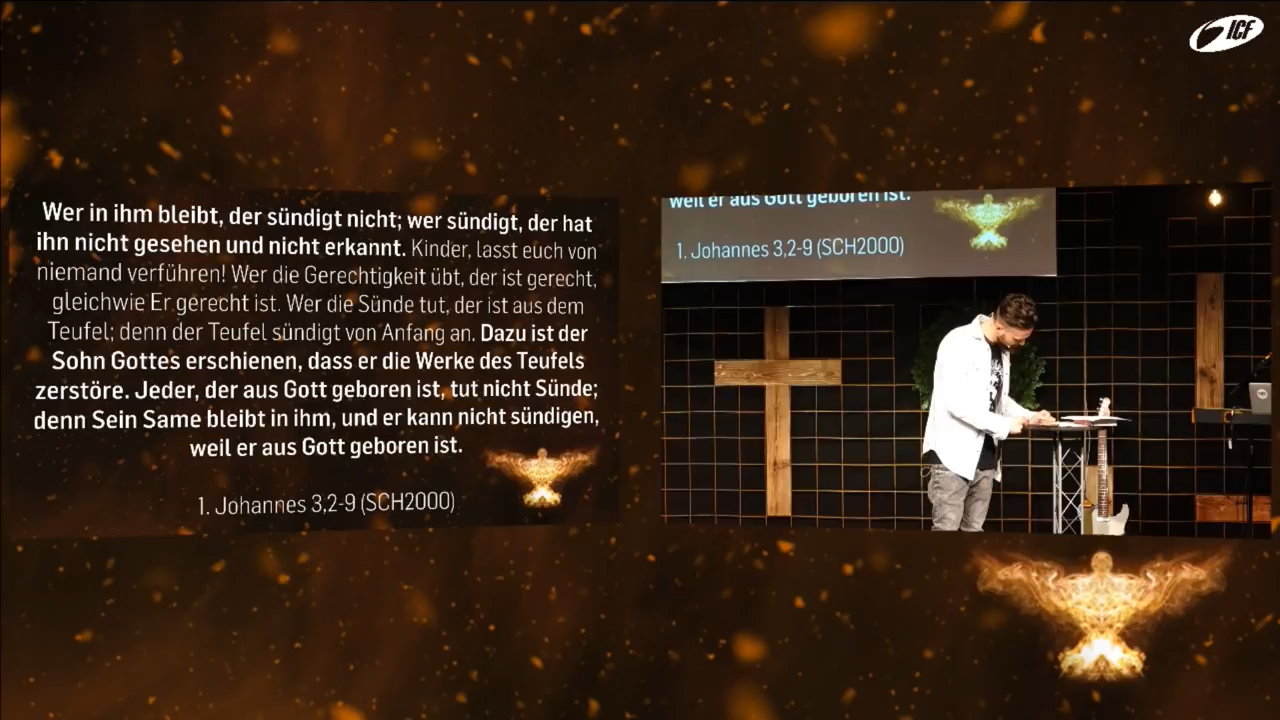 ICF
Wer in ihm bleibt, der sündigt nicht; wer sündigt, der hat
ihn nicht gesehen und nicht erkannt. Kinder, lasst euch von
niemand verführen! Wer die Gerechtigkeit übt, der ist gerecht,
gleichwie Er gerecht ist. Wer die Sünde tut, der ist aus dem
Teufel; denn der Teufel sündigt von Anfang an. Dazu ist der
Sohn Gottes erschienen, dass er die Werke des Teufels
zerstöre. Jeder, der aus Gott geboren ist, tut nicht Sünde;
denn Sein Same bleibt in ihm, und er kann nicht sündigen,
weil er aus Gott geboren ist.
1. Johannes 3,2-9 (SCH2000)
weil er aus Gott geboren ist.
1. Johannes 3,2-9 (SCH2000)